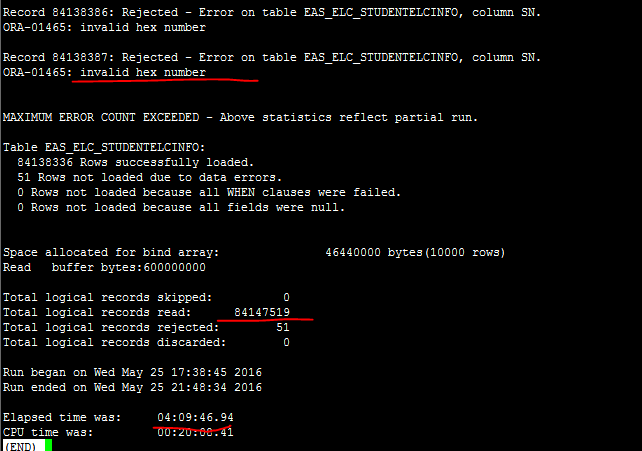 Record 84138386: Rejected - Error on table EAS_ELC_STUDENTELCINFO, column SN.
ORA-01465: invalid hex number
Record 84138387: Rejected - Error on table EAS_ELC_STUDENTELCINFO, column SN.
ORA-01465: invalid hex number
MAXIMUM ERROR COUNT EXCEEDED - Above statistics reflect partial run.
Table EAS_ELC_STUDENTELCINFO:
84138336 Rows successfully loaded.
51 Rows not loaded due to data errors.
0 Rows not loaded because all WHEN clauses were failed.
0 Rows not loaded because all fields were null.
Space allocated for bind array: 46440000 bytes(10000 rows)
Read buffer bytes:600000000
Total logical records skipped: 0
Total logical records read: 84147519
Total logical records rejected: 51
Total logical records discarded: 0
Run began on Wed May 25 17:38:45 2016
Run ended on Wed May 25 21:48:34 2016
Elapsed time was: 04:09:46.94
CPU time was: 00:20:08.41
(END)